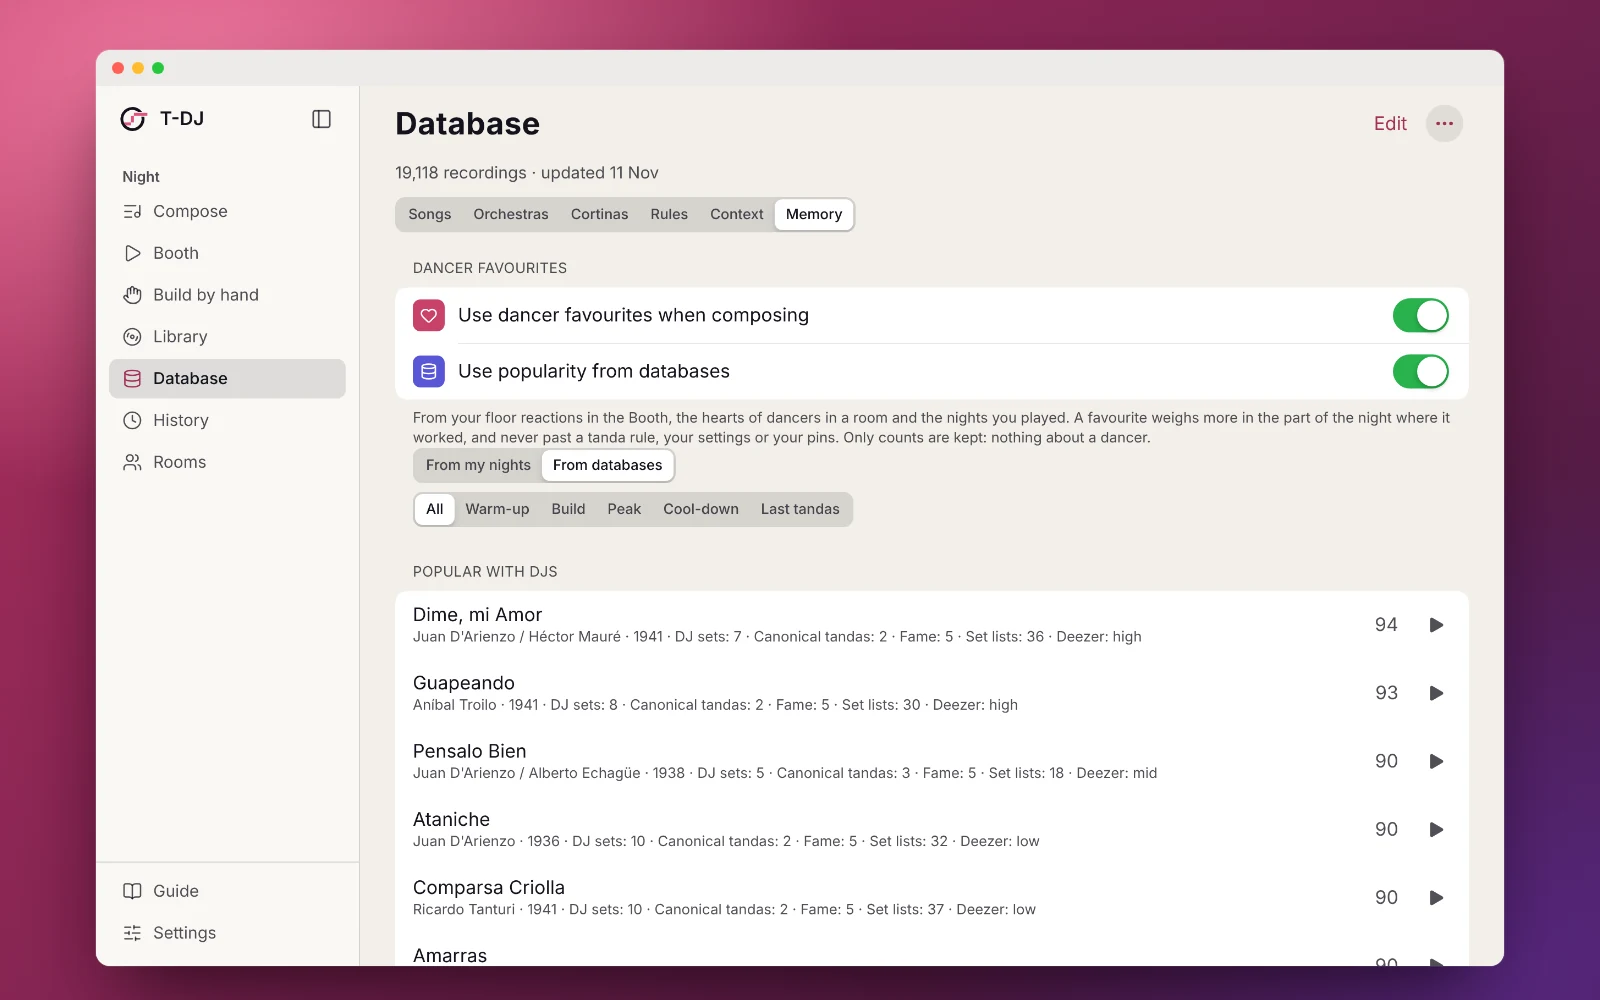 T-DJ
Night
Compose
Booth
Build by hand
Library
Database
History
Rooms
Guide
Settings
Database
Edit
19,118 recordings · updated 11 Nov
Songs Orchestras Cortinas Rules Context Memory
DANCER FAVOURITES
Use dancer favourites when composing
Use popularity from databases
From your floor reactions in the Booth, the hearts of dancers in a room and the nights you played. A favourite weighs more in the part of the night where it
worked, and never past a tanda rule, your settings or your pins. Only counts are kept: nothing about a dancer.
From my nights From databases
All Warm-up Build Peak Cool-down Last tandas
POPULAR WITH DJS
Dime, mi Amor
Juan D'Arienzo / Héctor Mauré · 1941 · DJ sets: 7 · Canonical tandas: 2 · Fame: 5 · Set lists: 36 · Deezer: high
94
Guapeando
Aníbal Troilo · 1941 · DJ sets: 8 · Canonical tandas: 2 · Fame: 5 · Set lists: 30 · Deezer: high
93
Pensalo Bien
Juan D'Arienzo / Alberto Echagüe · 1938 · DJ sets: 5 · Canonical tandas: 3 · Fame: 5 · Set lists: 18 · Deezer: mid
90
Ataniche
Juan D'Arienzo · 1936 · DJ sets: 10 · Canonical tandas: 2 · Fame: 5 · Set lists: 32 · Deezer: low
90
Comparsa Criolla
Ricardo Tanturi · 1941 · DJ sets: 10 · Canonical tandas: 2 · Fame: 5 · Set lists: 37 · Deezer: low
90
Amarras
90